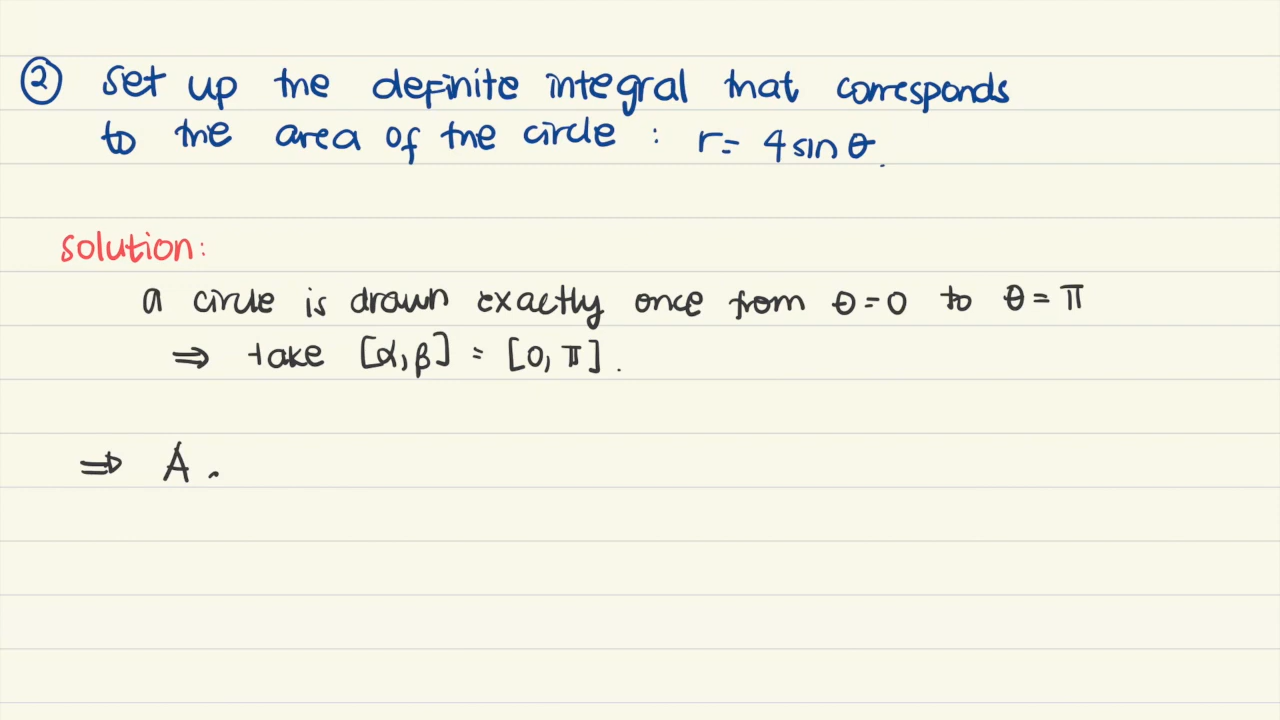 ② Set up the definite integral that corresponds
to the area of the circle : r = 4 sin θ.
solution:
a circle is drawn exactly once from θ = 0 to θ = π
⇒ take [α, β] = [0, π].
⇒ A